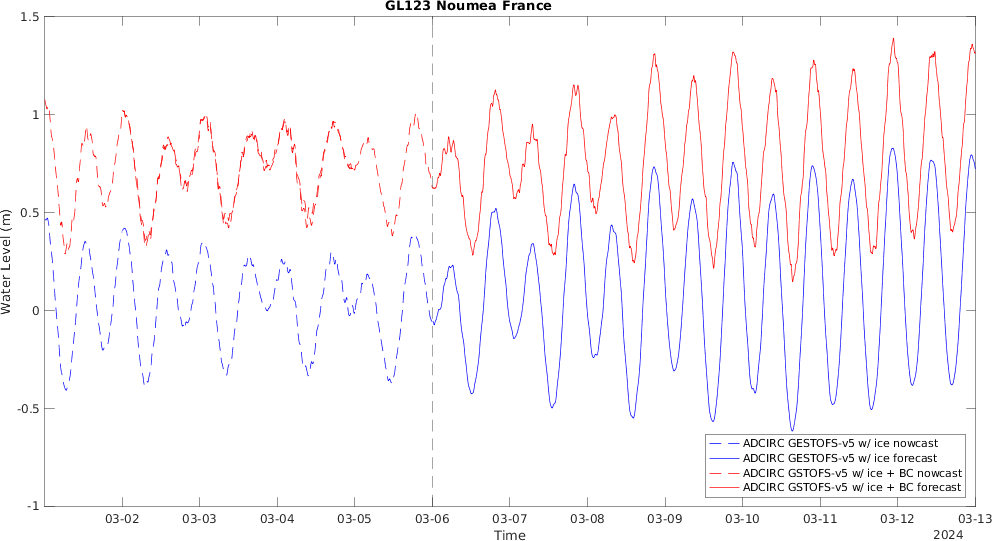 GL123 Noumea France
1.5
1
0.5
0
-0.5
-1
Water Level (m)
ADCIRC GESTOFS-v5 w/ ice nowcast
ADCIRC GESTOFS-v5 w/ ice forecast
ADCIRC GSTOFS-v5 w/ ice + BC nowcast
ADCIRC GSTOFS-v5 w/ ice + BC forecast
03-02 03-03 03-04 03-05 03-06 03-07 03-08 03-09 03-10 03-11 03-12 03-13
Time
2024